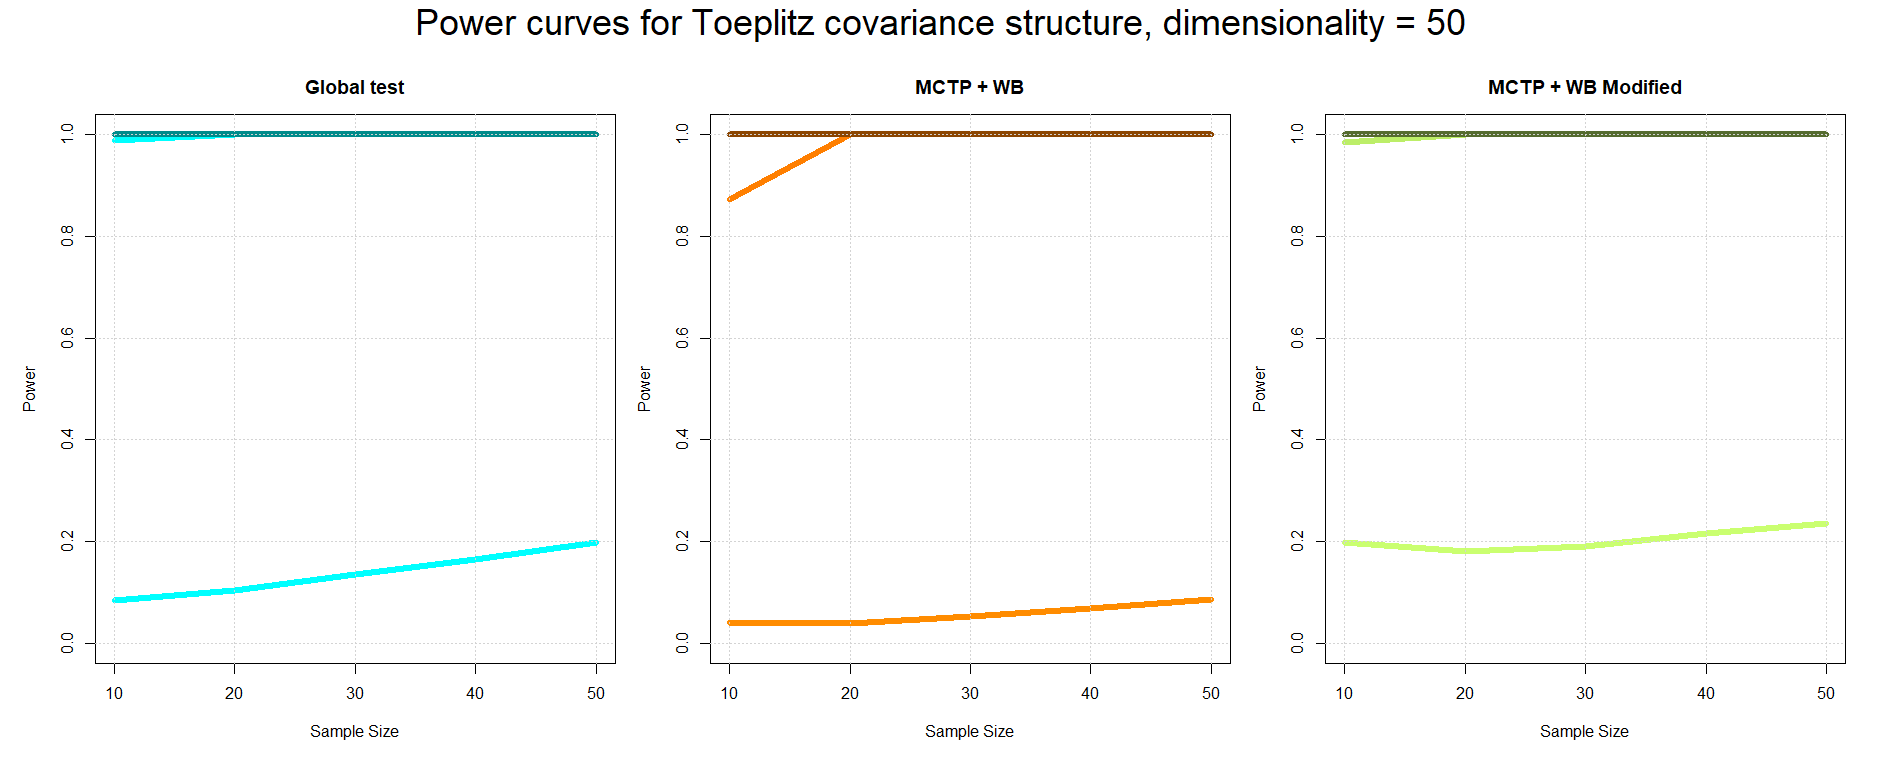 Power curves for Toeplitz covariance structure, dimensionality = 50
Global test
Power
0.0 0.2 0.4 0.6 0.8 1.0
10 20 30 40 50
Sample Size
MCTP + WB
Power
0.0 0.2 0.4 0.6 0.8 1.0
10 20 30 40 50
Sample Size
MCTP + WB Modified
Power
0.0 0.2 0.4 0.6 0.8 1.0
10 20 30 40 50
Sample Size